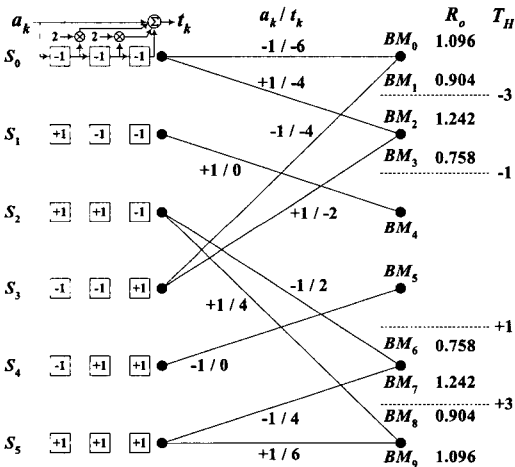 a_k Σ t_k a_k / t_k R_o T_H
2 2
S_0 -1 -1 -1 -1 / -6 BM_0 1.096
+1 / -4 BM_1 0.904
-3
-1 / -4 BM_2 1.242
S_1 +1 -1 -1 BM_3 0.758
+1 / 0 -1
S_2 +1 +1 -1 +1 / -2 BM_4
S_3 -1 -1 +1 -1 / 2 BM_5
+1 / 4
+1
S_4 -1 +1 +1 -1 / 0 BM_6 0.758
BM_7 1.242
+3
-1 / 4 BM_8 0.904
S_5 +1 +1 +1 +1 / 6 BM_9 1.096